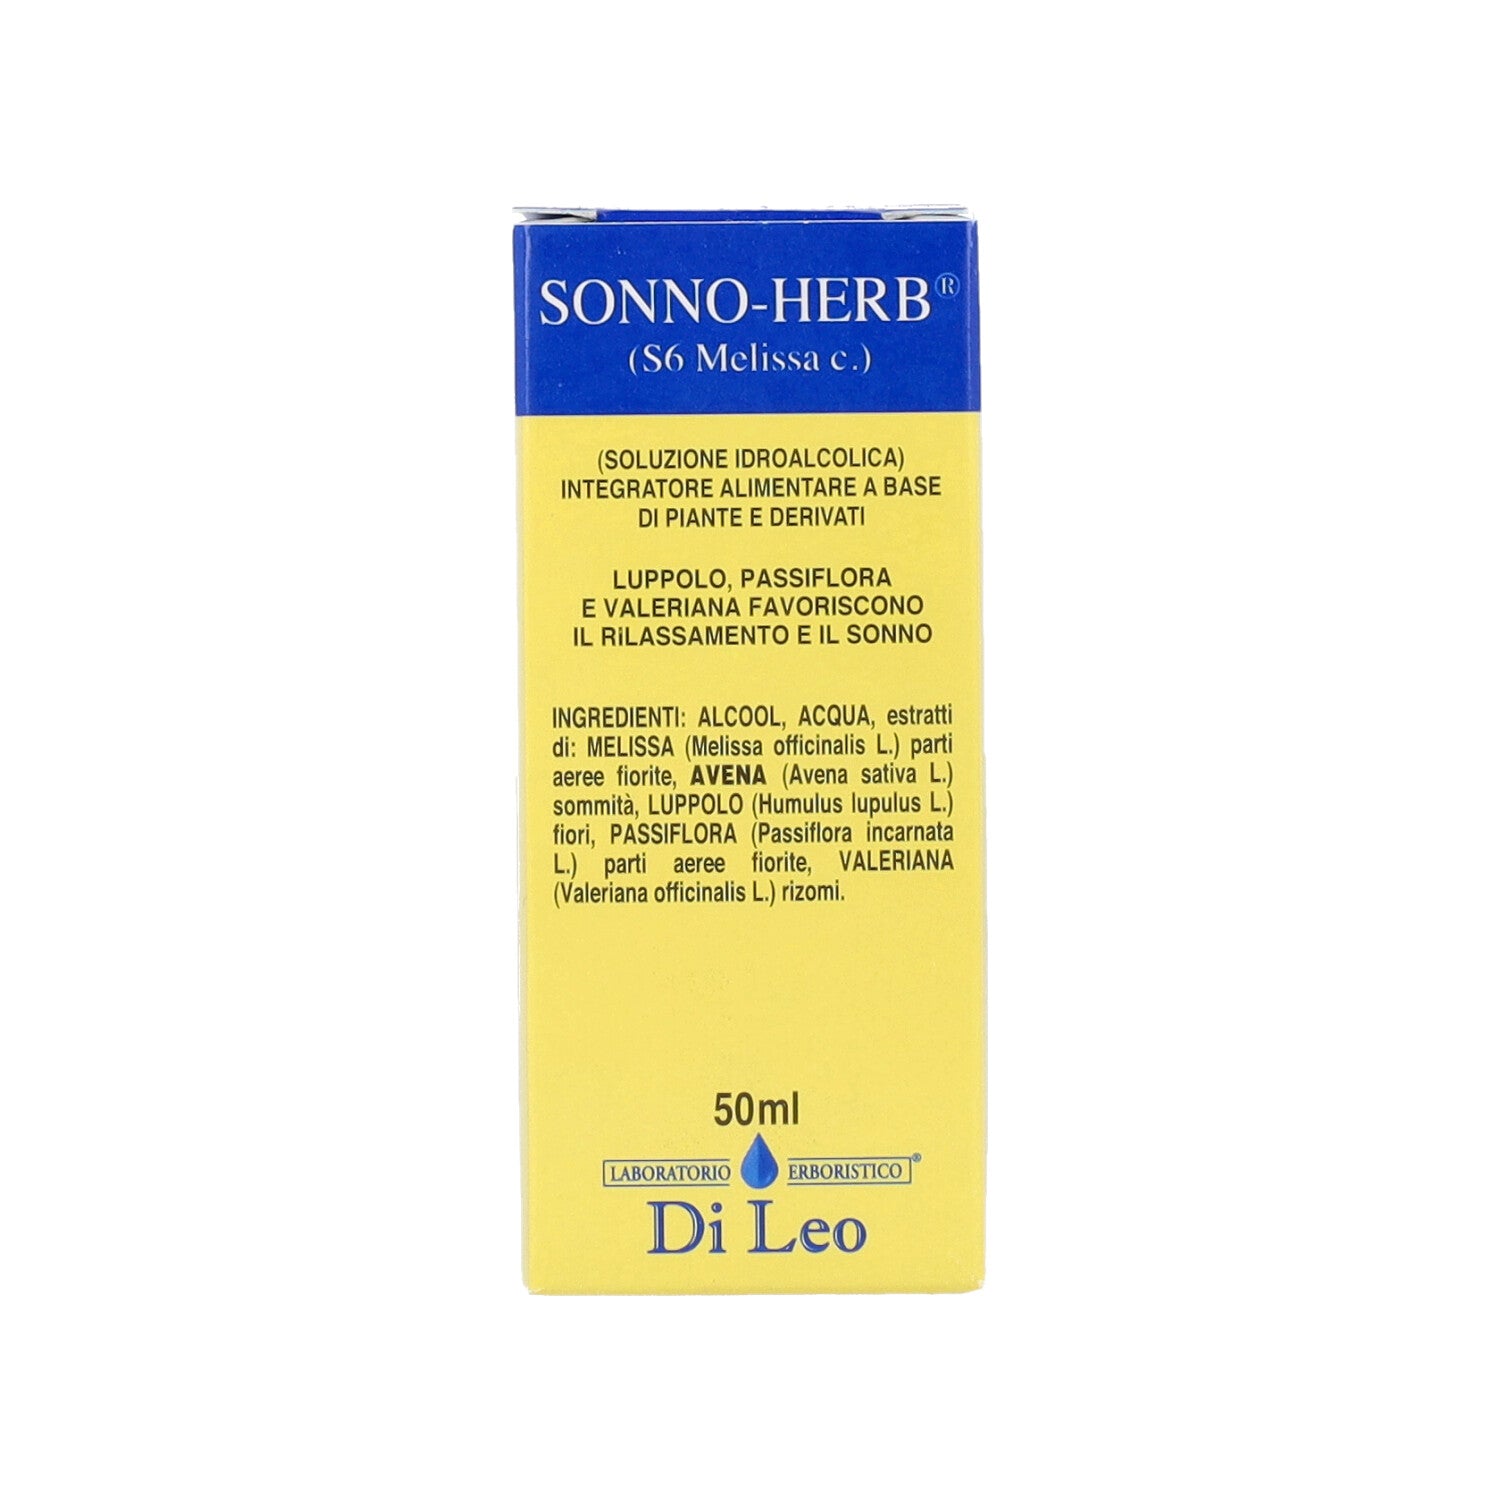 SONNO-HERB®
(S6 Melissa c.)
(SOLUZIONE IDROALCOLICA)
INTEGRATORE ALIMENTARE A BASE
DI PIANTE E DERIVATI
LUPPOLO, PASSIFLORA
E VALERIANA FAVORISCONO
IL RiLASSAMENTO E IL SONNO
INGREDIENTI: ALCOOL, ACQUA, estratti
di: MELISSA (Melissa officinalis L.) parti
aeree fiorite, AVENA (Avena sativa L.)
sommità, LUPPOLO (Humulus lupulus L.)
fiori, PASSIFLORA (Passiflora incarnata
L.) parti aeree fiorite, VALERIANA
(Valeriana officinalis L.) rizomi.
50ml
LABORATORIO ERBORISTICO®
Di Leo